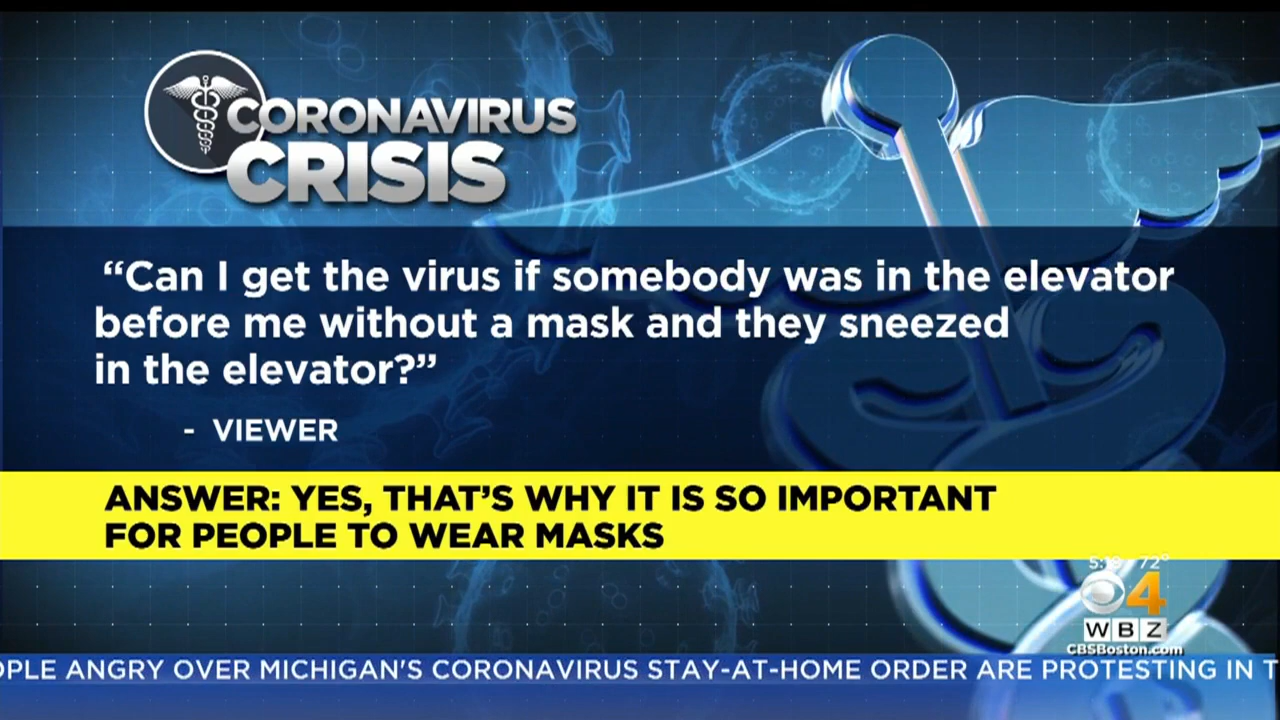 CORONAVIRUS
CRISIS
“Can I get the virus if somebody was in the elevator
before me without a mask and they sneezed
in the elevator?”
- VIEWER
ANSWER: YES, THAT’S WHY IT IS SO IMPORTANT
FOR PEOPLE TO WEAR MASKS
72°
4
WBZ
CBSBoston.com
ANGRY OVER MICHIGAN'S CORONAVIRUS STAY-AT-HOME ORDER ARE PROTESTING IN